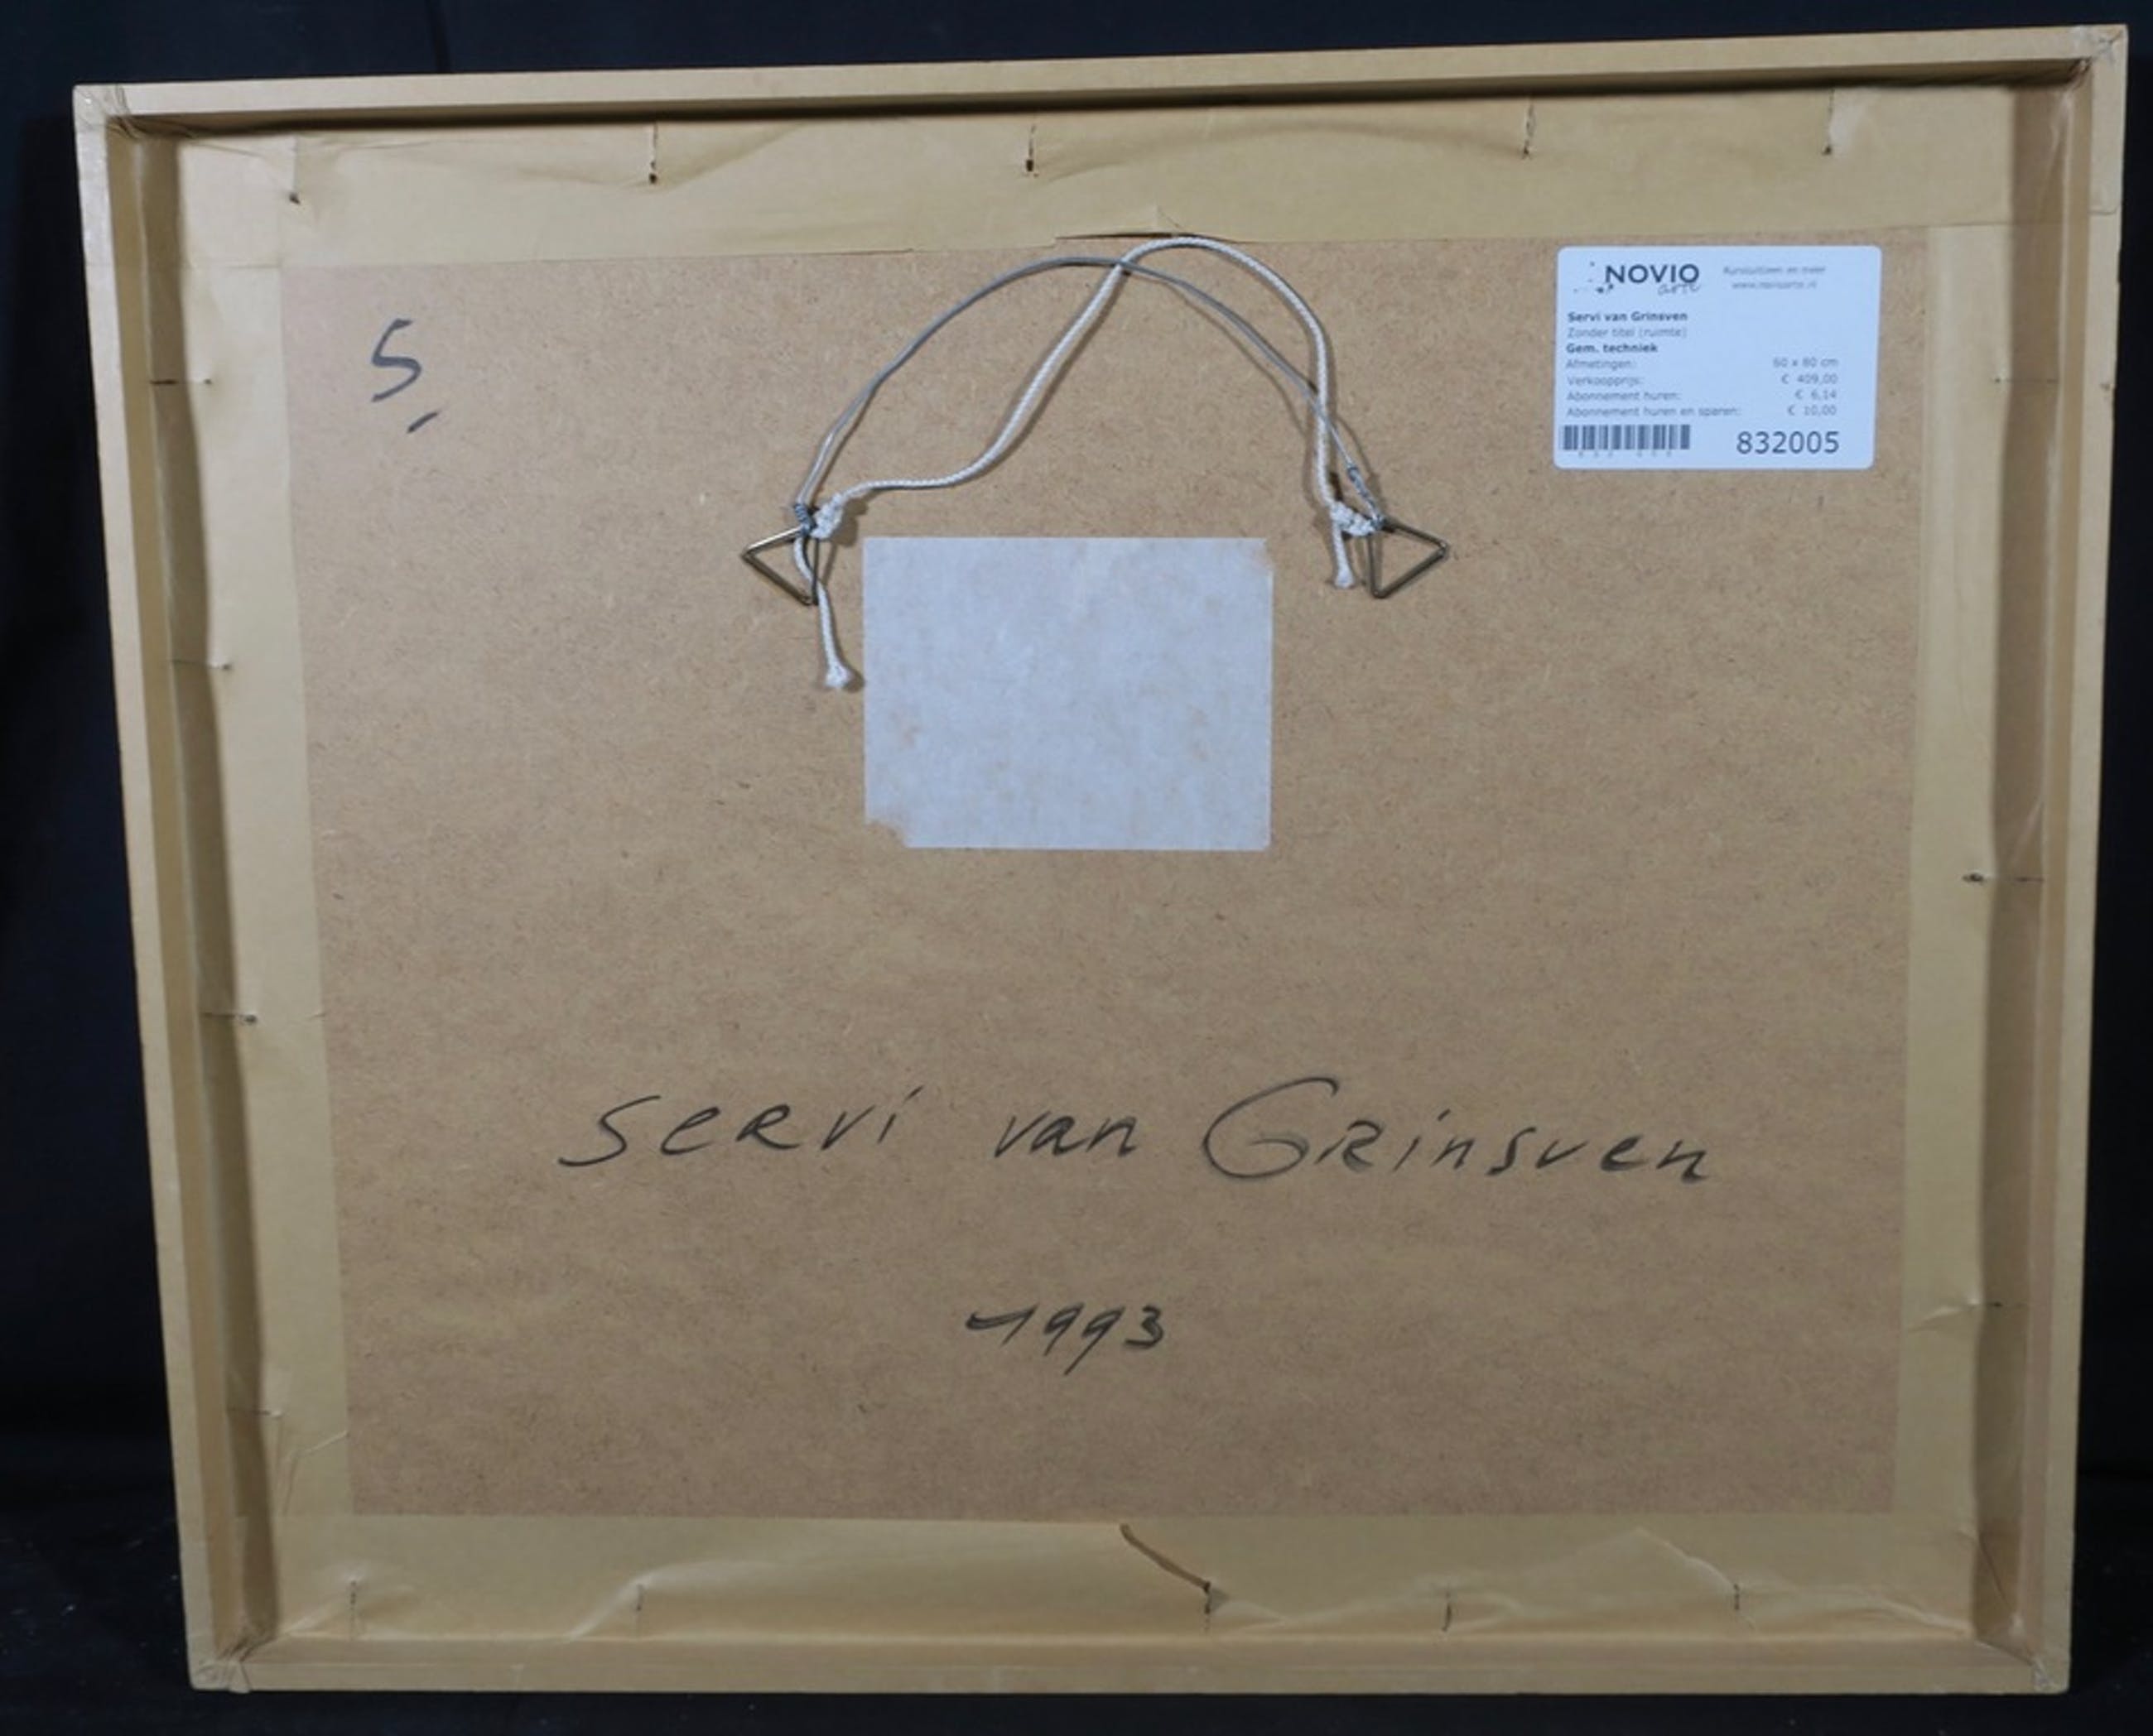 5,
NOVIO
arte
Kunstuitleen en meer
www.novioarte.nl
Servi van Grinsven
Zonder titel (ruimte)
Gem. techniek
Afmetingen: 60 x 80 cm
Verkoopprijs: € 409,00
Abonnement huren: € 6,14
Abonnement huren en sparen: € 10,00
832005
Servi van Grinsven
1993